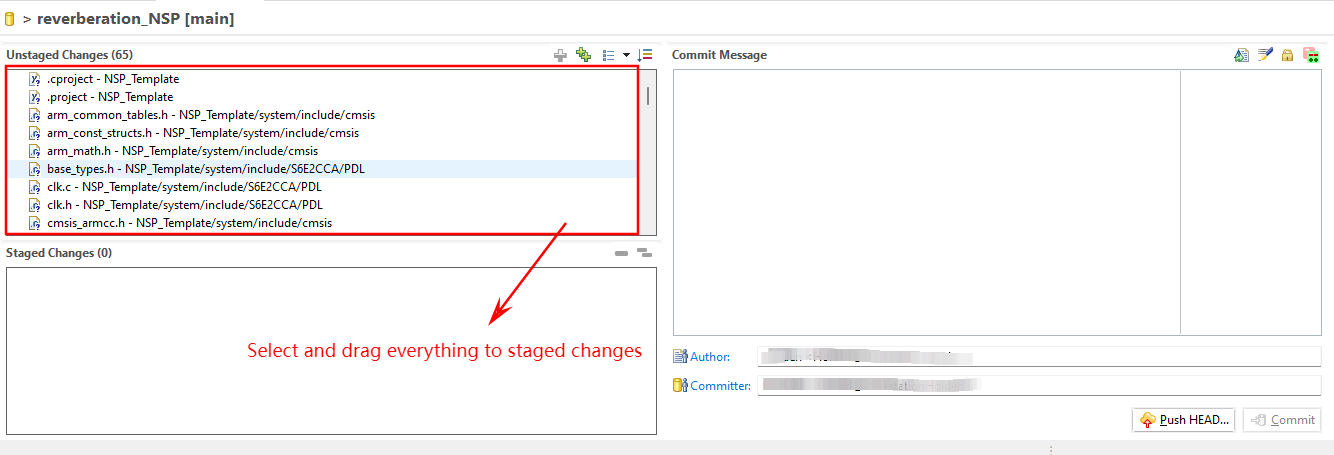 > reverberation_NSP [main]
Unstaged Changes (65)
.cproject - NSP_Template
.project - NSP_Template
arm_common_tables.h - NSP_Template/system/include/cmsis
arm_const_structs.h - NSP_Template/system/include/cmsis
arm_math.h - NSP_Template/system/include/cmsis
base_types.h - NSP_Template/system/include/S6E2CCA/PDL
clk.c - NSP_Template/system/include/S6E2CCA/PDL
clk.h - NSP_Template/system/include/S6E2CCA/PDL
cmsis_armcc.h - NSP_Template/system/include/cmsis
Staged Changes (0)
Select and drag everything to staged changes
Commit Message
Author:
Committer:
Push HEAD...
Commit